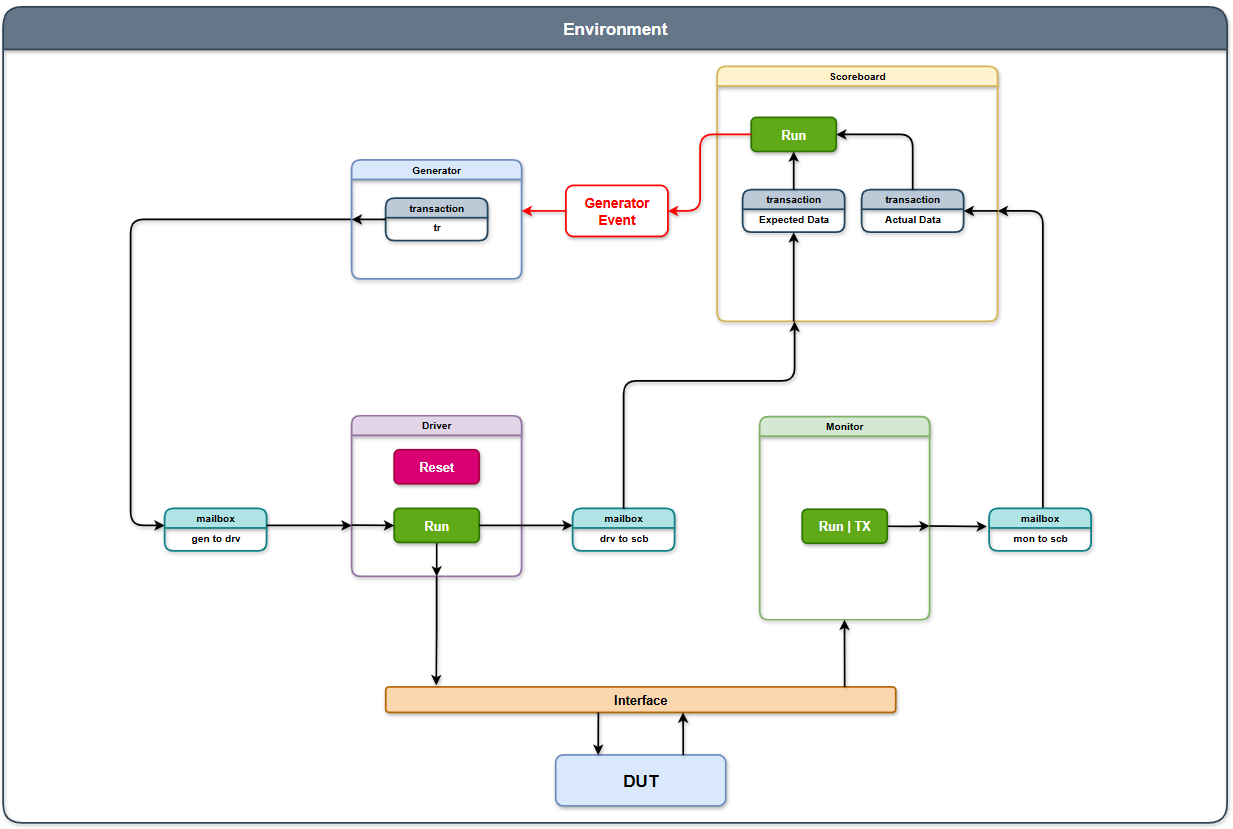 Environment
Scoreboard
Run
transaction
Expected Data
transaction
Actual Data
Generator
transaction
tr
Generator
Event
Driver
Reset
Run
mailbox
gen to drv
mailbox
drv to scb
Monitor
Run | TX
mailbox
mon to scb
Interface
DUT